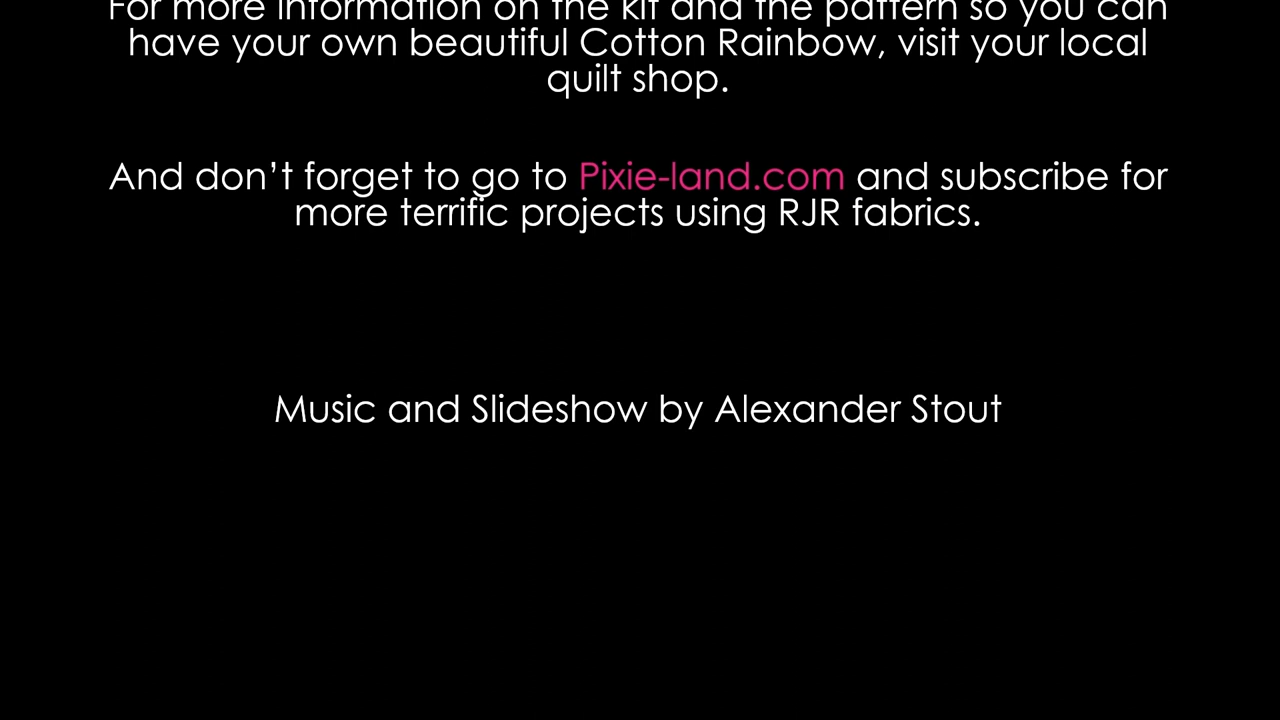 For more information on the kit and the pattern so you can
have your own beautiful Cotton Rainbow, visit your local
quilt shop.
And don’t forget to go to Pixie-land.com and subscribe for
more terrific projects using RJR fabrics.
Music and Slideshow by Alexander Stout